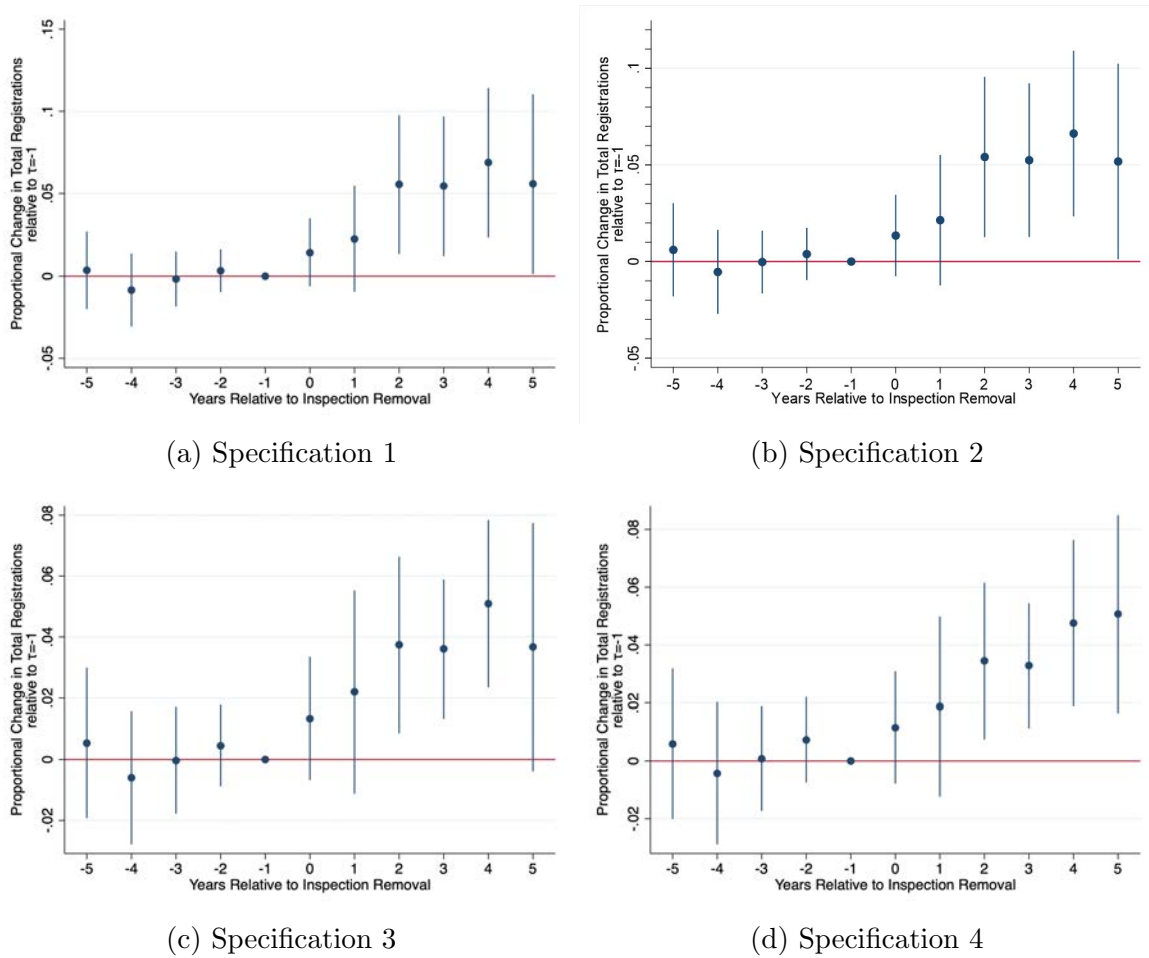 Proportional Change in Total Registrations
relative to τ=-1
.15
.1
.05
0
-.05
-5 -4 -3 -2 -1 0 1 2 3 4 5
Years Relative to Inspection Removal
(a) Specification 1
Proportional Change in Total Registrations
relative to τ=-1
.1
.05
0
-.05
-5 -4 -3 -2 -1 0 1 2 3 4 5
Years Relative to Inspection Removal
(b) Specification 2
Proportional Change in Total Registrations
relative to τ=-1
.08
.06
.04
.02
0
-.02
-5 -4 -3 -2 -1 0 1 2 3 4 5
Years Relative to Inspection Removal
(c) Specification 3
Proportional Change in Total Registrations
relative to τ=-1
.08
.06
.04
.02
0
-.02
-5 -4 -3 -2 -1 0 1 2 3 4 5
Years Relative to Inspection Removal
(d) Specification 4